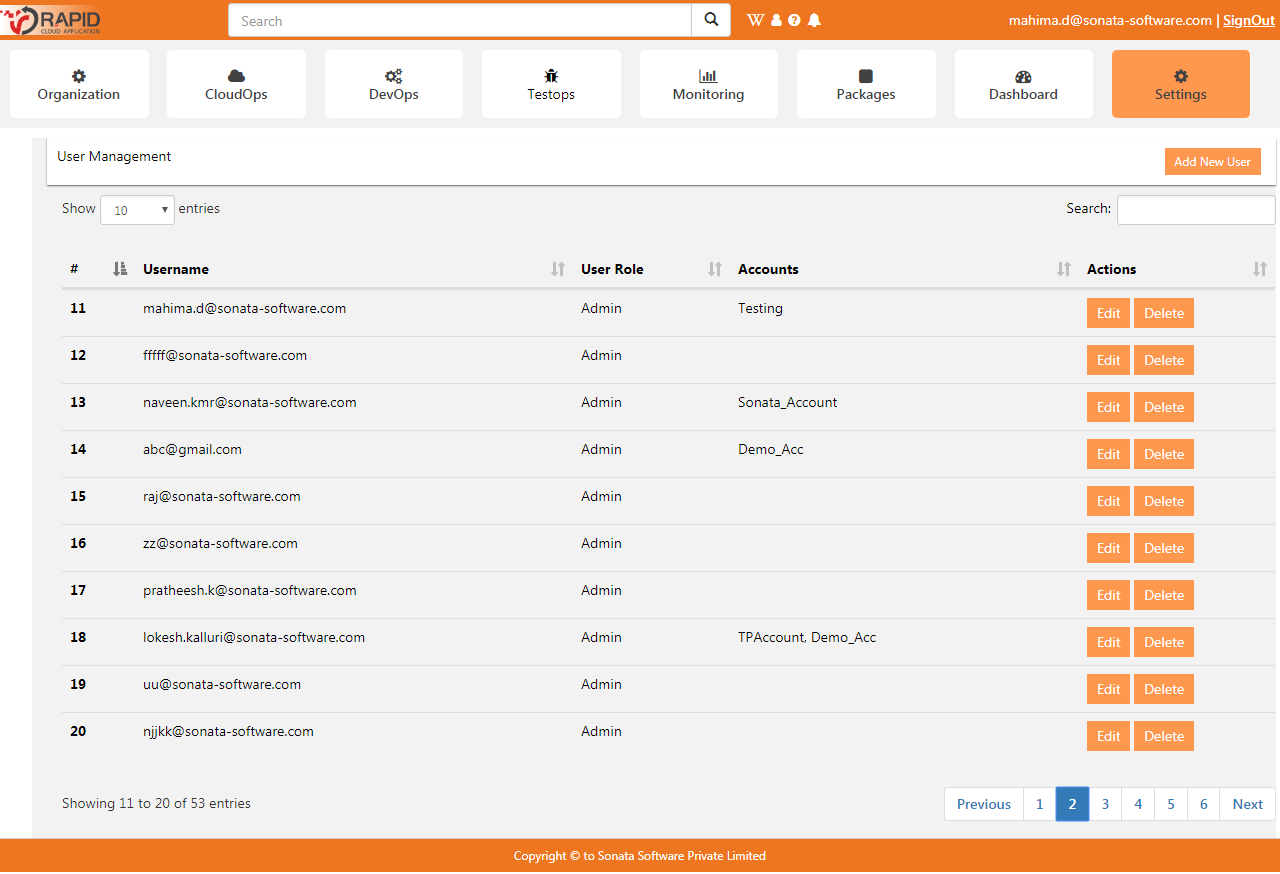 RAPID
CLOUD APPLICATION
Search
mahima.d@sonata-software.com | SignOut
Organization CloudOps DevOps Testops Monitoring Packages Dashboard Settings
User Management Add New User
Show 10 entries Search:
# Username User Role Accounts Actions
11 mahima.d@sonata-software.com Admin Testing Edit Delete
12 fffff@sonata-software.com Admin Edit Delete
13 naveen.kmr@sonata-software.com Admin Sonata_Account Edit Delete
14 abc@gmail.com Admin Demo_Acc Edit Delete
15 raj@sonata-software.com Admin Edit Delete
16 zz@sonata-software.com Admin Edit Delete
17 pratheesh.k@sonata-software.com Admin Edit Delete
18 lokesh.kalluri@sonata-software.com Admin TPAccount, Demo_Acc Edit Delete
19 uu@sonata-software.com Admin Edit Delete
20 njjkk@sonata-software.com Admin Edit Delete
Showing 11 to 20 of 53 entries Previous 1 2 3 4 5 6 Next
Copyright © to Sonata Software Private Limited